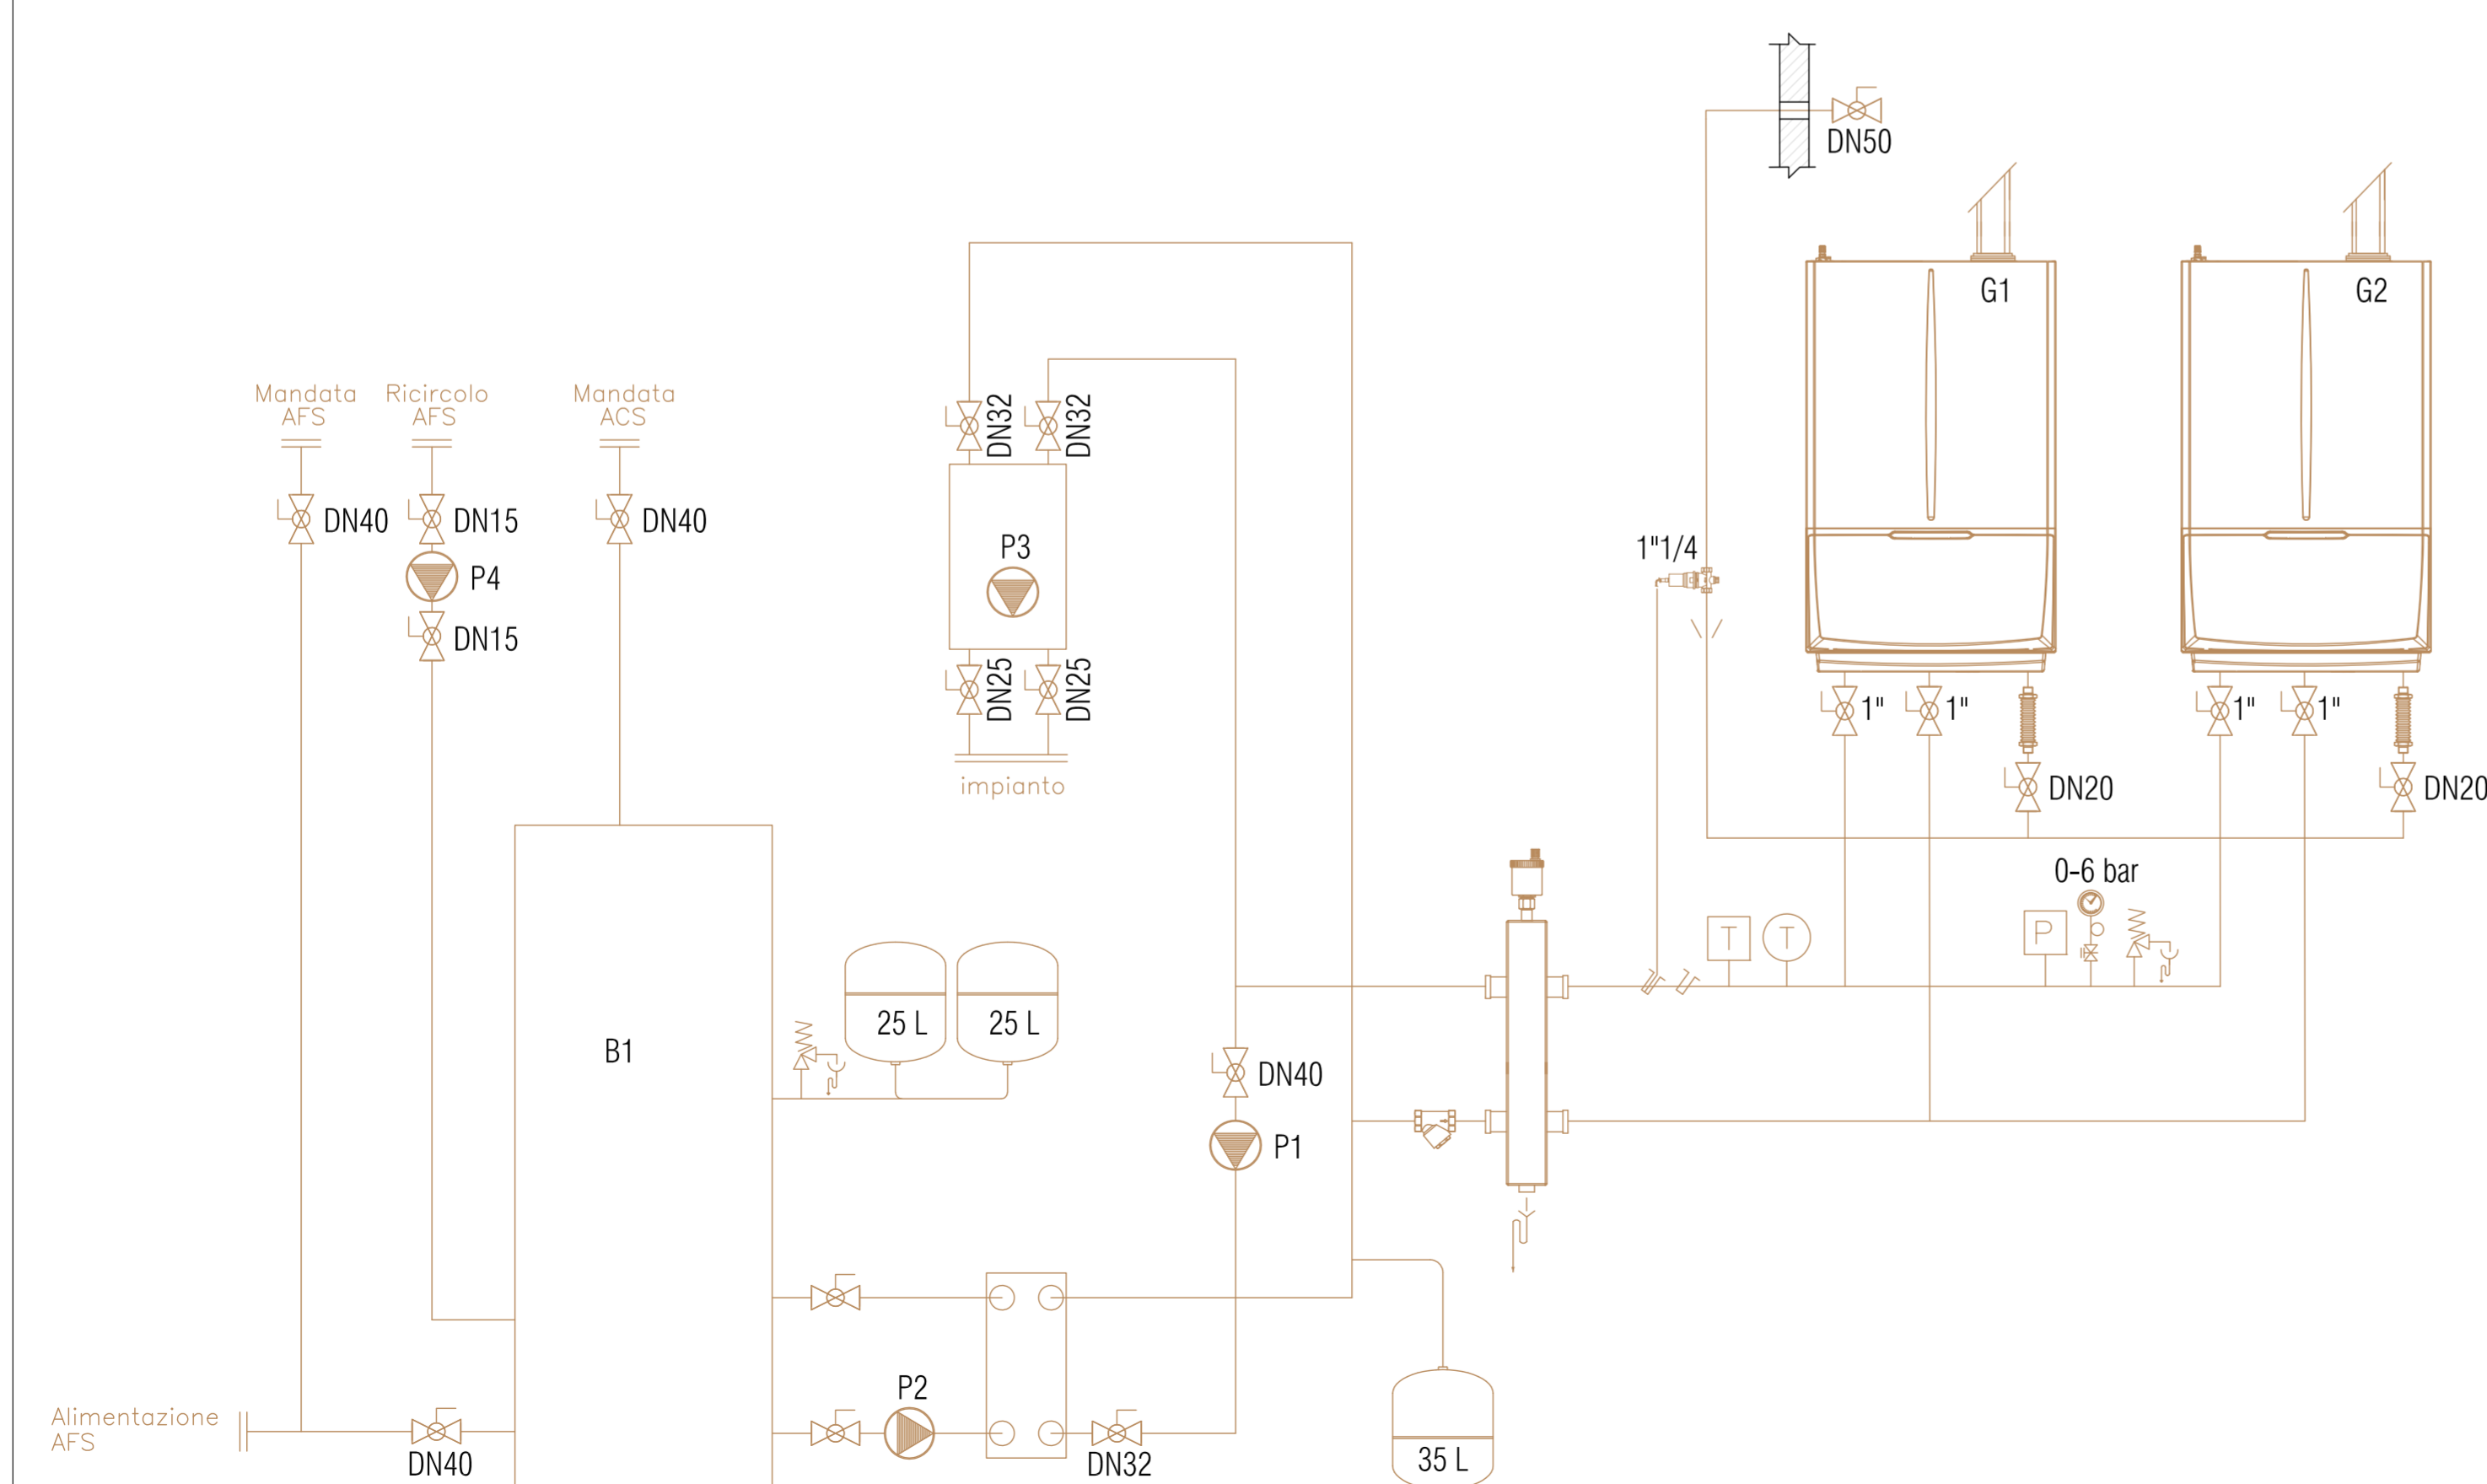 DN50
G1
G2
Mandata
AFS
Ricircolo
AFS
Mandata
ACS
DN32
DN32
DN40
DN15
DN40
P3
1"1/4
P4
DN15
DN25
DN25
1"
1"
1"
1"
impianto
DN20
DN20
0-6 bar
T
T
P
25 L
25 L
B1
DN40
P1
P2
Alimentazione
AFS
DN40
DN32
35 L